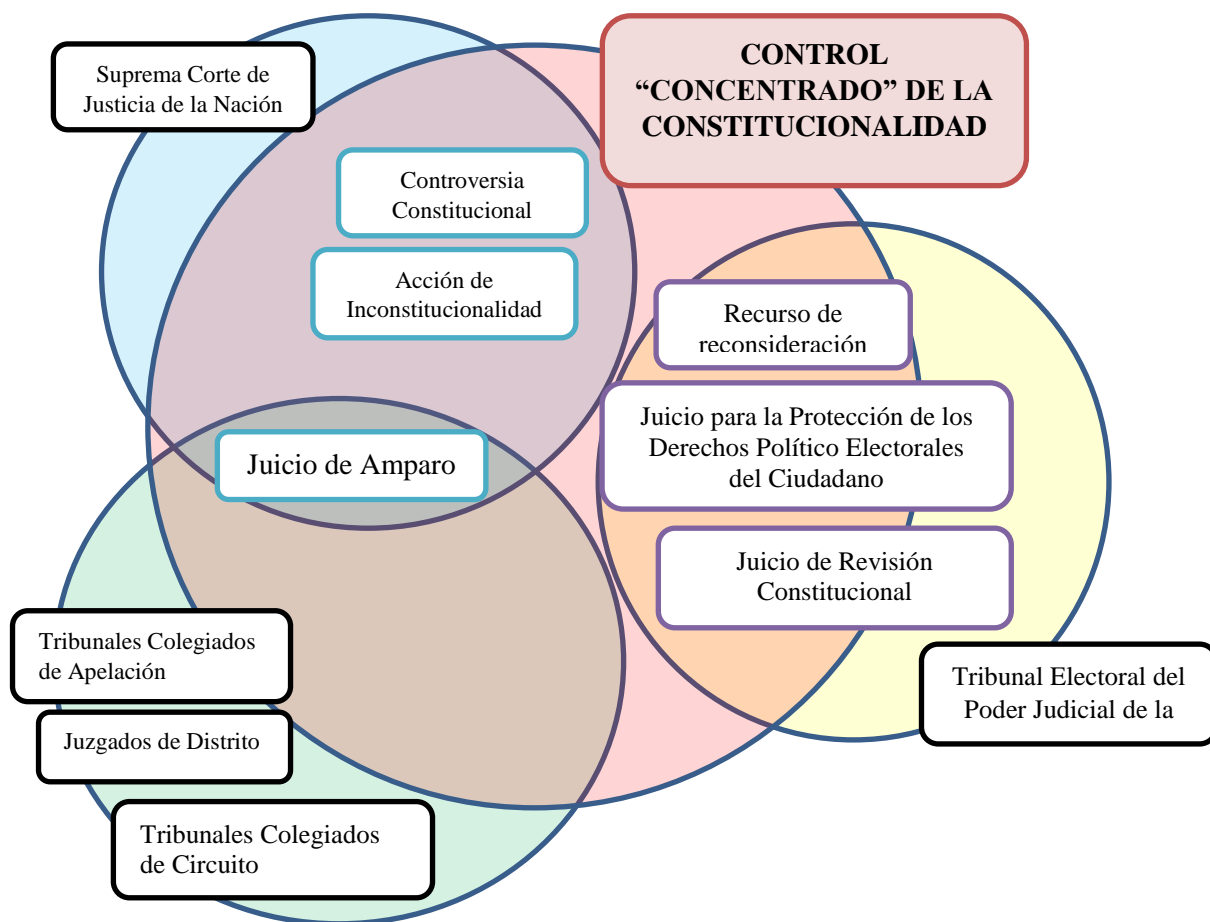 CONTROL
“CONCENTRADO” DE LA
CONSTITUCIONALIDAD
Suprema Corte de
Justicia de la Nación
Controversia
Constitucional
Acción de
Inconstitucionalidad
Recurso de
reconsideración
Juicio para la Protección de los
Derechos Político Electorales
del Ciudadano
Juicio de Amparo
Juicio de Revisión
Constitucional
Tribunales Colegiados
de Apelación
Juzgados de Distrito
Tribunal Electoral del
Poder Judicial de la
Tribunales Colegiados
de Circuito